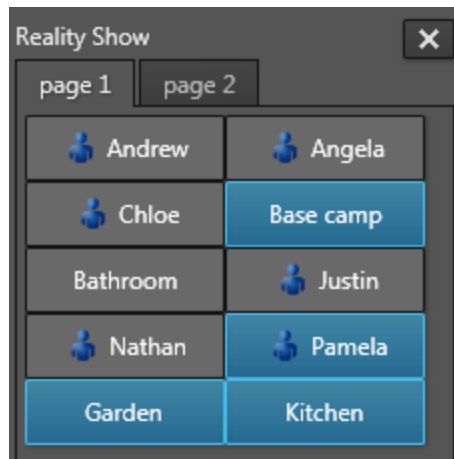 Reality Show
page 1 page 2
Andrew Angela
Chloe Base camp
Bathroom Justin
Nathan Pamela
Garden Kitchen